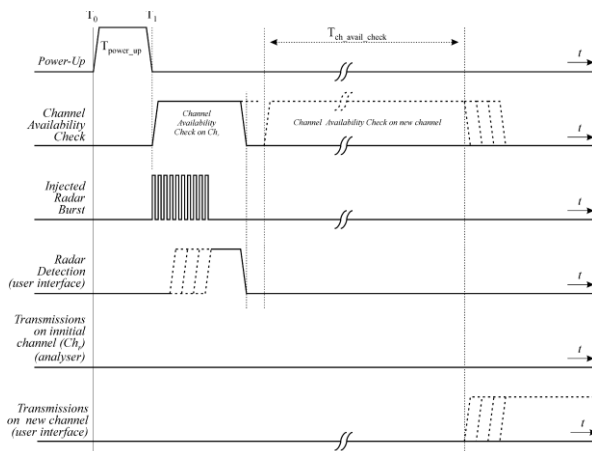 T0 T1
Tpower_up
Tch_avail_check
Power-Up
t
Channel
Availability
Check
Channel
Availability
Check on Chr
Channel Availability Check on new channel
t
Injected
Radar
Burst
t
Radar
Detection
(user interface)
t
Transmissions
on innitial
channel (Chr)
(analyser)
t
Transmissions
on new channel
(user interface)
t